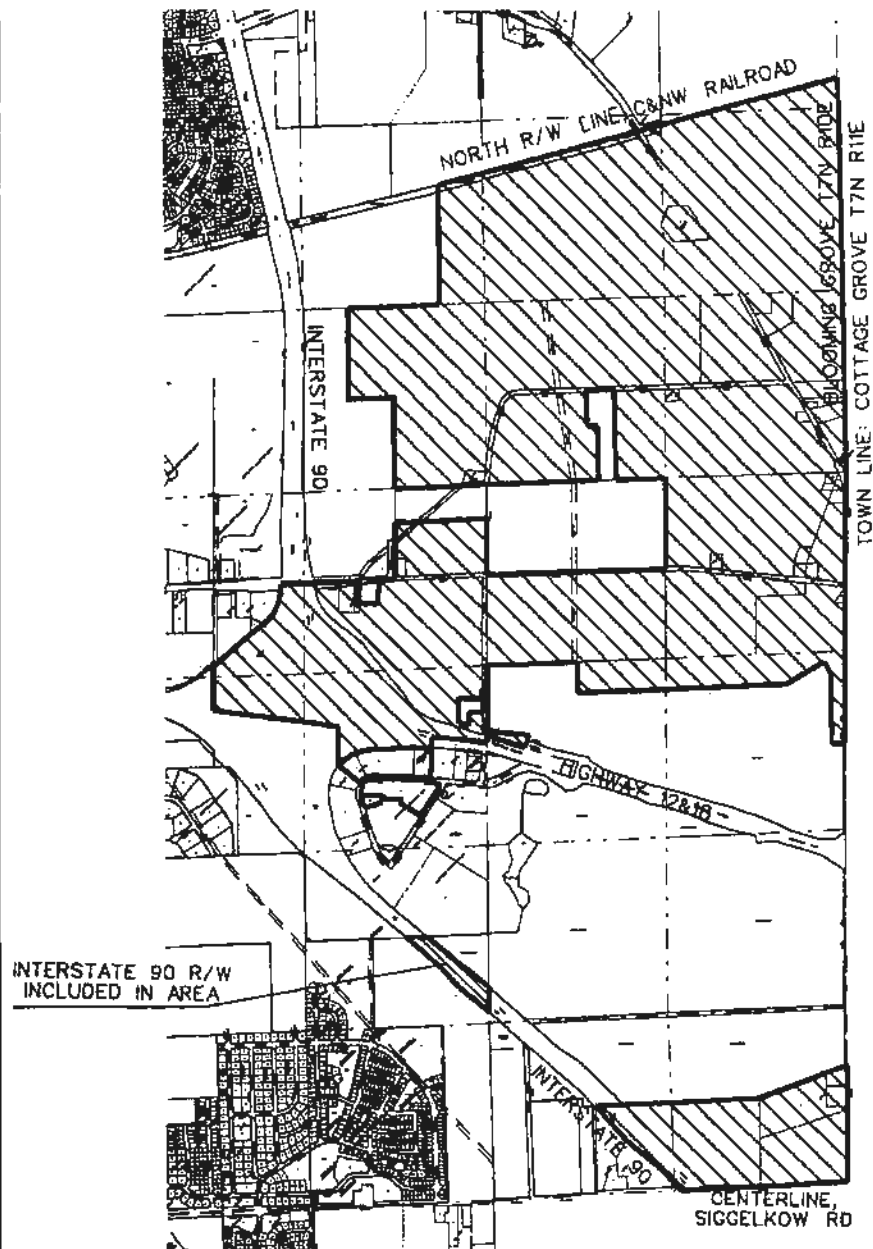 NORTH R/W LINE, C&NW RAILROAD
BLOOMING GROVE T7N R10E
TOWN LINE: COTTAGE GROVE T7N R11E
INTERSTATE 90
HIGHWAY 12&18
INTERSTATE 90 R/W
INCLUDED IN AREA
INTERSTATE 90
CENTERLINE,
SIGGELKOW RD